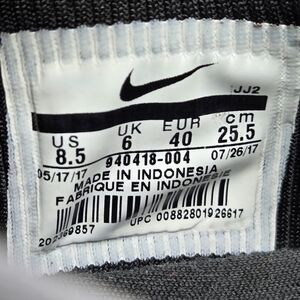 JJ2
US UK EUR cm
8.5 6 40 25.5
05/17/17 940418-004 07/26/17
MADE IN INDONESIA
FABRIQUE EN INDONESIE
202369857
UPC 00882801926617